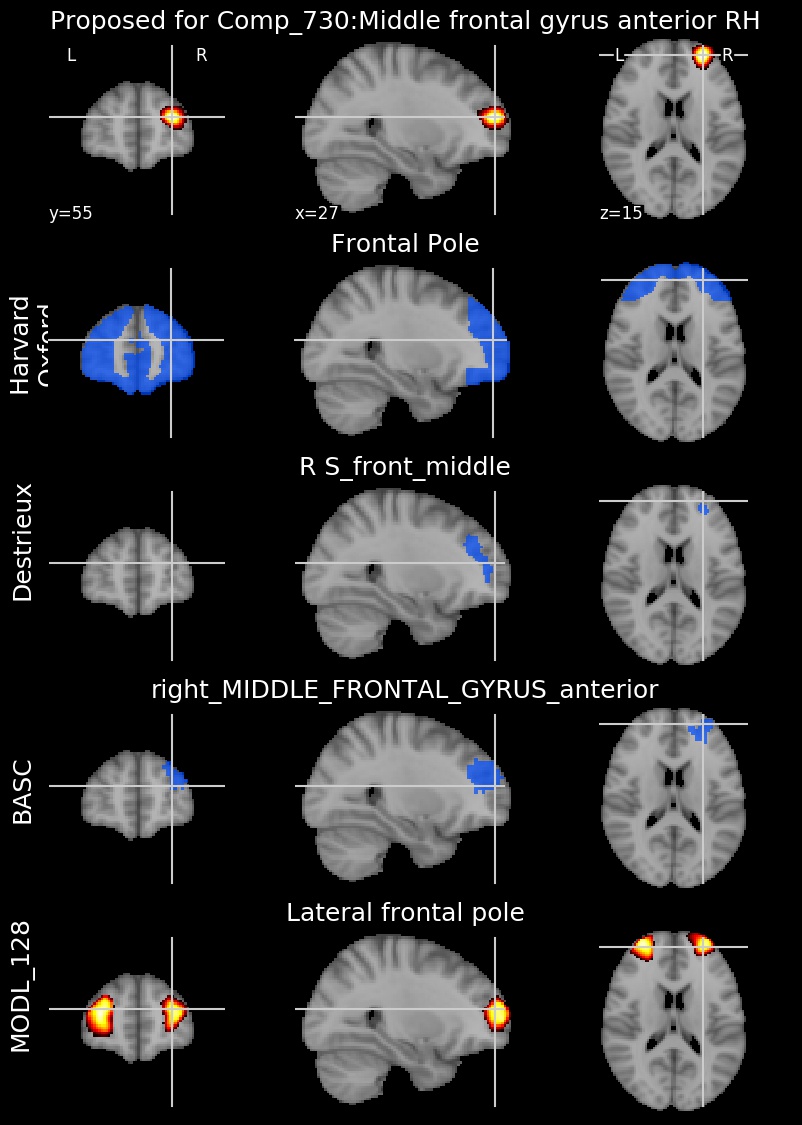 Proposed for Comp_730:Middle frontal gyrus anterior RH
L R L R
y=55 x=27 z=15
Frontal Pole
Harvard
Oxford
R S_front_middle
Destrieux
right_MIDDLE_FRONTAL_GYRUS_anterior
BASC
Lateral frontal pole
MODL_128